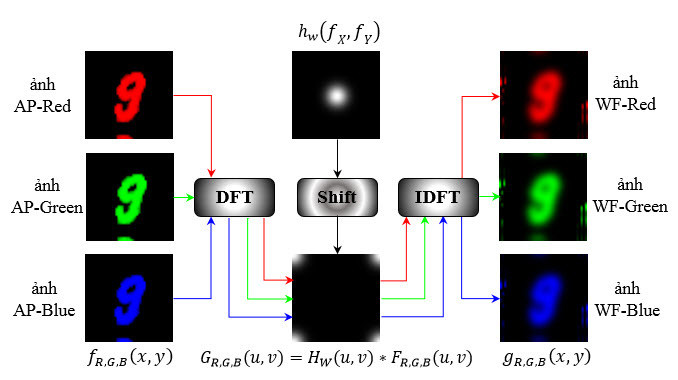 h_w(f_X, f_Y)
ảnh
AP-Red
ảnh
WF-Red
ảnh
AP-Green
DFT
Shift
IDFT
ảnh
WF-Green
ảnh
AP-Blue
ảnh
WF-Blue
f_{R,G,B}(x, y)
G_{R,G,B}(u, v) = H_W(u, v) * F_{R,G,B}(u, v)
g_{R,G,B}(x, y)